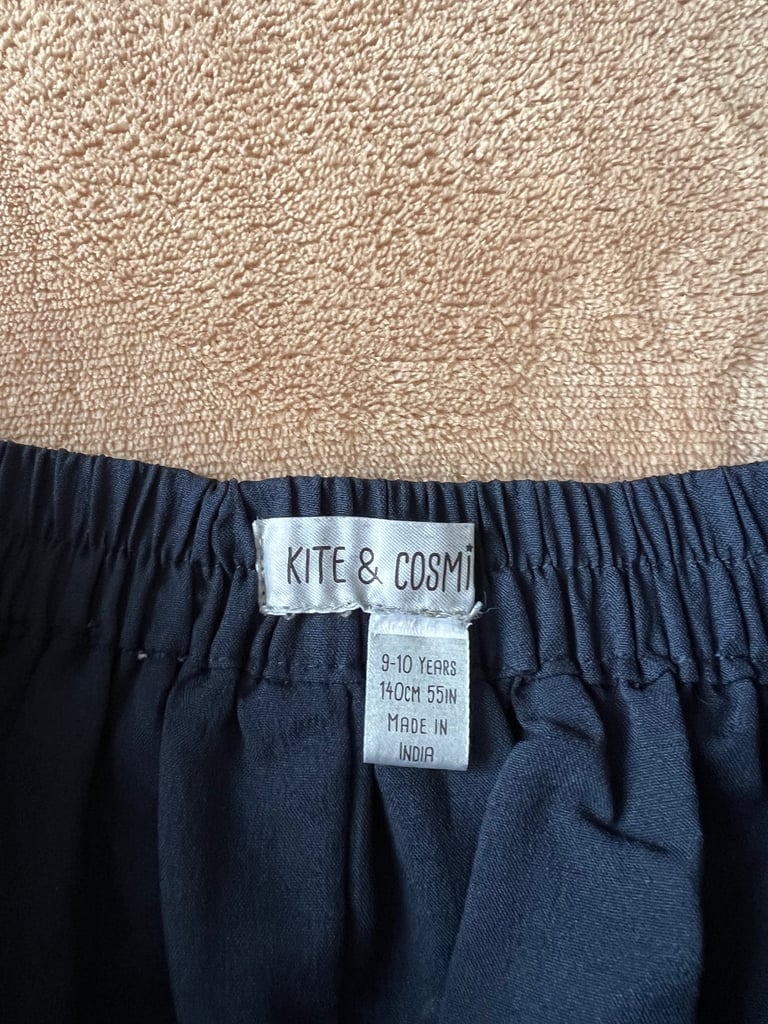 KITE & COSMi
9-10 YEARS
140CM 55IN
MADE IN
INDIA